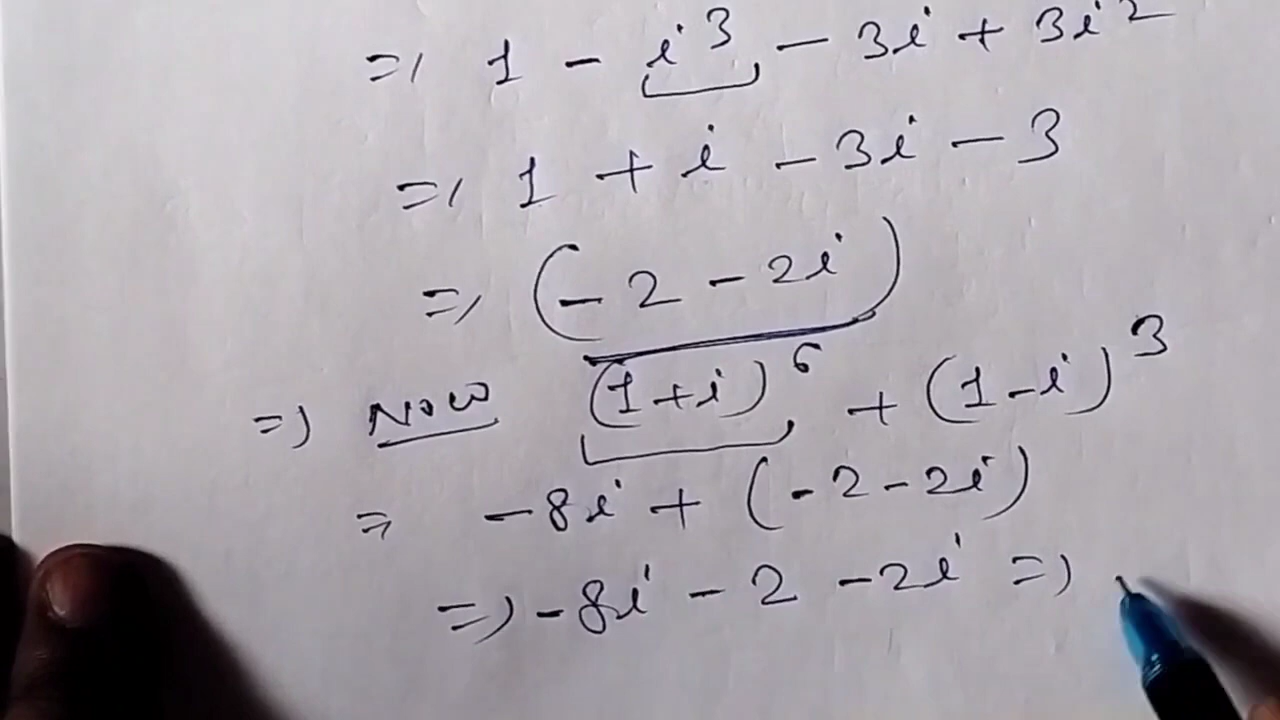 => 1 - i³ - 3i + 3i²
=> 1 + i - 3i - 3
=> (-2 - 2i)
=> Now (1+i)⁶ + (1-i)³
=> -8i + (-2-2i)
=> -8i - 2 - 2i =>